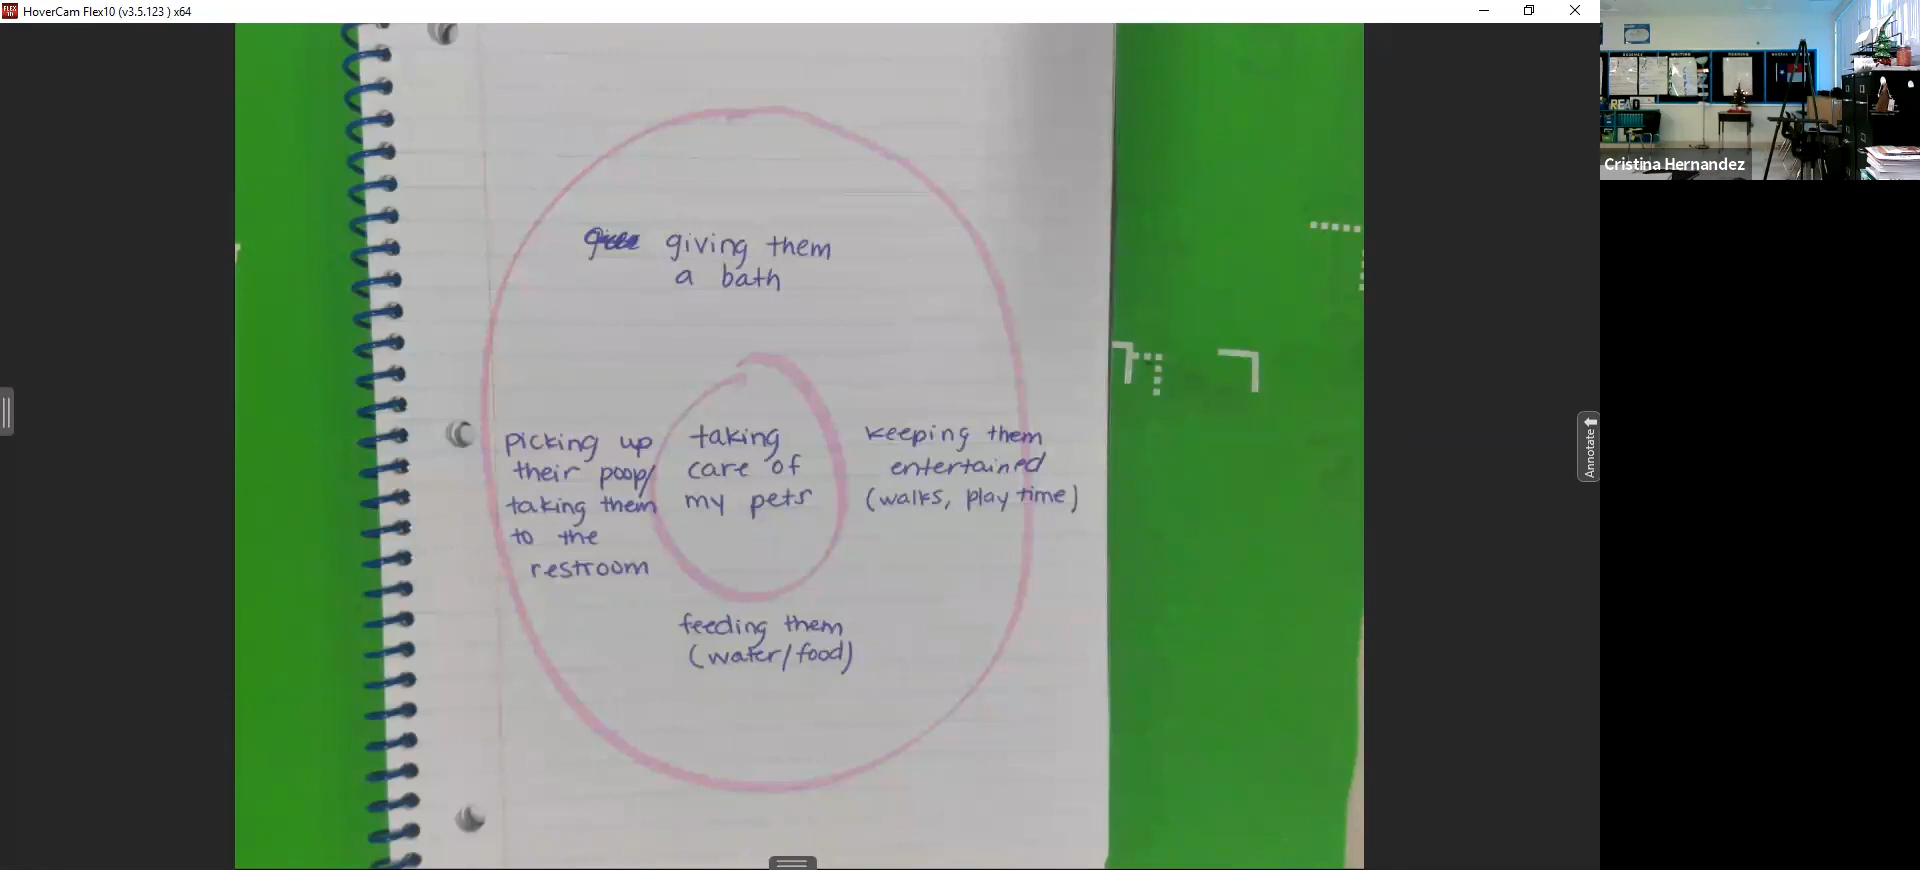 HoverCam Flex10 (v3.5.123 ) x64
giving them
a bath
picking up
their poop/
taking them
to the
restroom
taking
care of
my pets
keeping them
entertained
(walks, play time)
feeding them
(water/food)
Annotate
READ
Cristina Hernandez